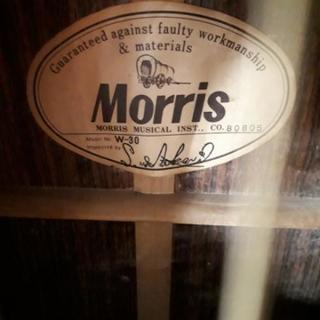 Guaranteed against faulty workmanship
& materials
Morris
MORRIS MUSICAL INST., CO. 80805
Model No. W-30